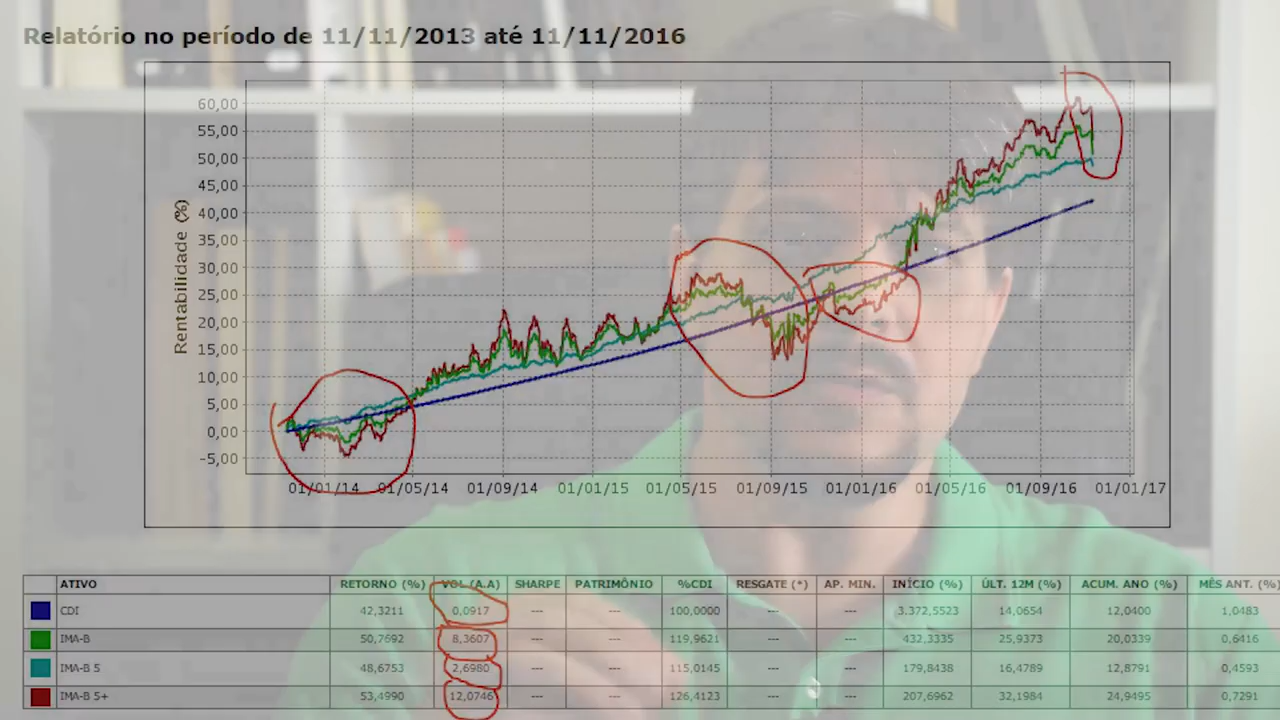 Relatório no período de 11/11/2013 até 11/11/2016
Rentabilidade (%)
60,00
55,00
50,00
45,00
40,00
35,00
30,00
25,00
20,00
15,00
10,00
5,00
0,00
-5,00
01/01/14 01/05/14 01/09/14 01/01/15 01/05/15 01/09/15 01/01/16 01/05/16 01/09/16 01/01/17
ATIVO RETORNO (%) VOL (A.A) SHARPE PATRIMÔNIO %CDI RESGATE (*) AP. MIN. INÍCIO (%) ÚLT. 12M (%) ACUM. ANO (%) MÊS ANT. (%)
CDI 42,3211 0,0917 --- --- 100,0000 --- --- 3.372,5523 14,0654 12,0400 1,0483
IMA-B 50,7692 8,3607 --- --- 119,9621 --- --- 432,3335 25,9373 20,0339 0,6416
IMA-B 5 48,6753 2,6980 --- --- 115,0145 --- --- 179,8438 16,4789 12,8791 0,4593
IMA-B 5+ 53,4990 12,0746 --- --- 126,4123 --- --- 207,6962 32,1984 24,9495 0,7291